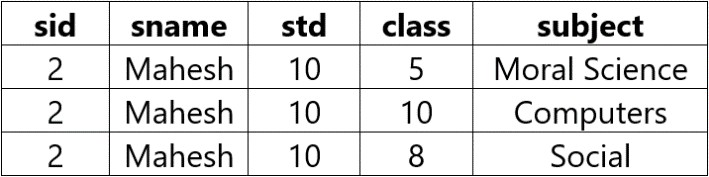 sid sname std class subject
2 Mahesh 10 5 Moral Science
2 Mahesh 10 10 Computers
2 Mahesh 10 8 Social